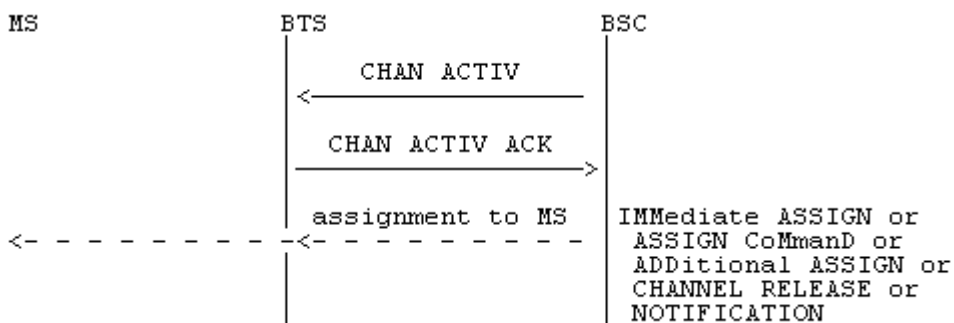 MS BTS BSC
CHAN ACTIV
CHAN ACTIV ACK
assignment to MS IMMediate ASSIGN or
ASSIGN CoMmanD or
ADDitional ASSIGN or
CHANNEL RELEASE or
NOTIFICATION